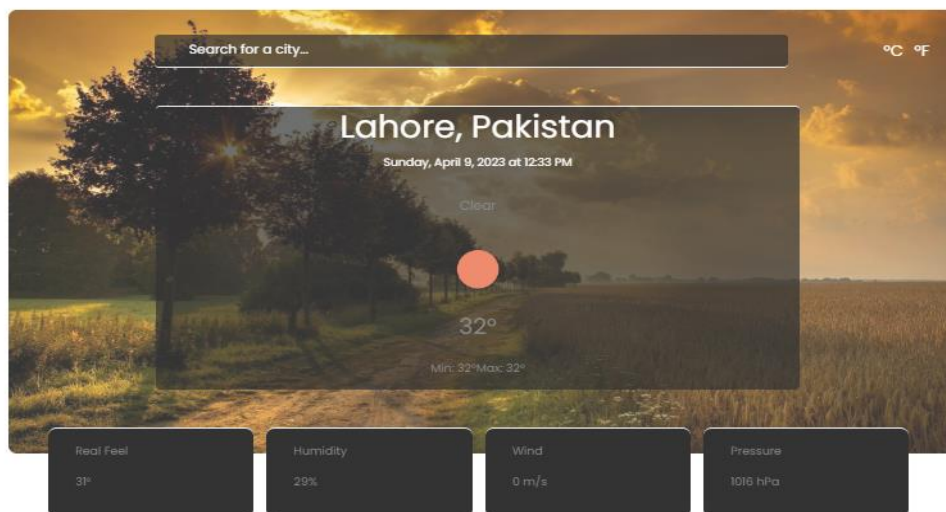 Search for a city...
°C °F
Lahore, Pakistan
Sunday, April 9, 2023 at 12:33 PM
Clear
32°
Min: 32°Max: 32°
Real Feel
31°
Humidity
29%
Wind
0 m/s
Pressure
1016 hPa